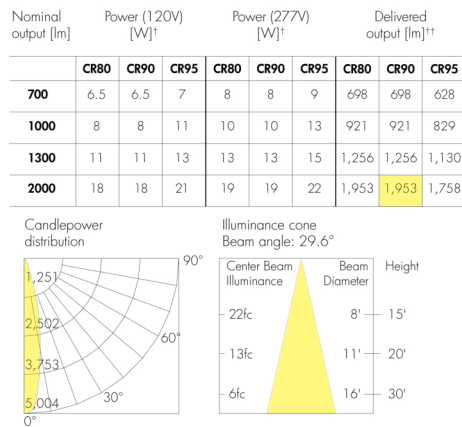 Nominal Power (120V) Power (277V) Delivered
output [lm] [W]† [W]† output [lm]††
CR80 CR90 CR95 CR80 CR90 CR95 CR80 CR90 CR95
700 6.5 6.5 7 8 8 9 698 698 628
1000 8 8 11 10 10 13 921 921 829
1300 11 11 13 13 13 15 1,256 1,256 1,130
2000 18 18 21 19 19 22 1,953 1,953 1,758
Candlepower
distribution
90°
1,251
2,502
60°
3,753
30°
5,004
0°
Illuminance cone
Beam angle: 29.6°
Center Beam Beam Height
Illuminance Diameter
22fc 8' 15'
13fc 11' 20'
6fc 16' 30'